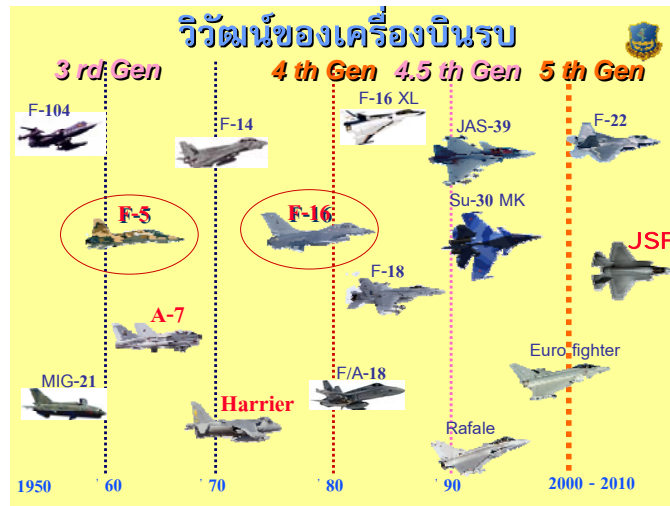 วิวัฒน์ของเครื่องบินรบ
3 rd Gen 4 th Gen 4.5 th Gen 5 th Gen
F-104
F-14
F-16 XL
JAS-39
F-22
F-5
F-16
Su-30 MK
JSF
F-18
A-7
Euro fighter
MIG-21
F/A-18
Harrier
Rafale
1950 ' 60 ' 70 ' 80 ' 90 2000 - 2010